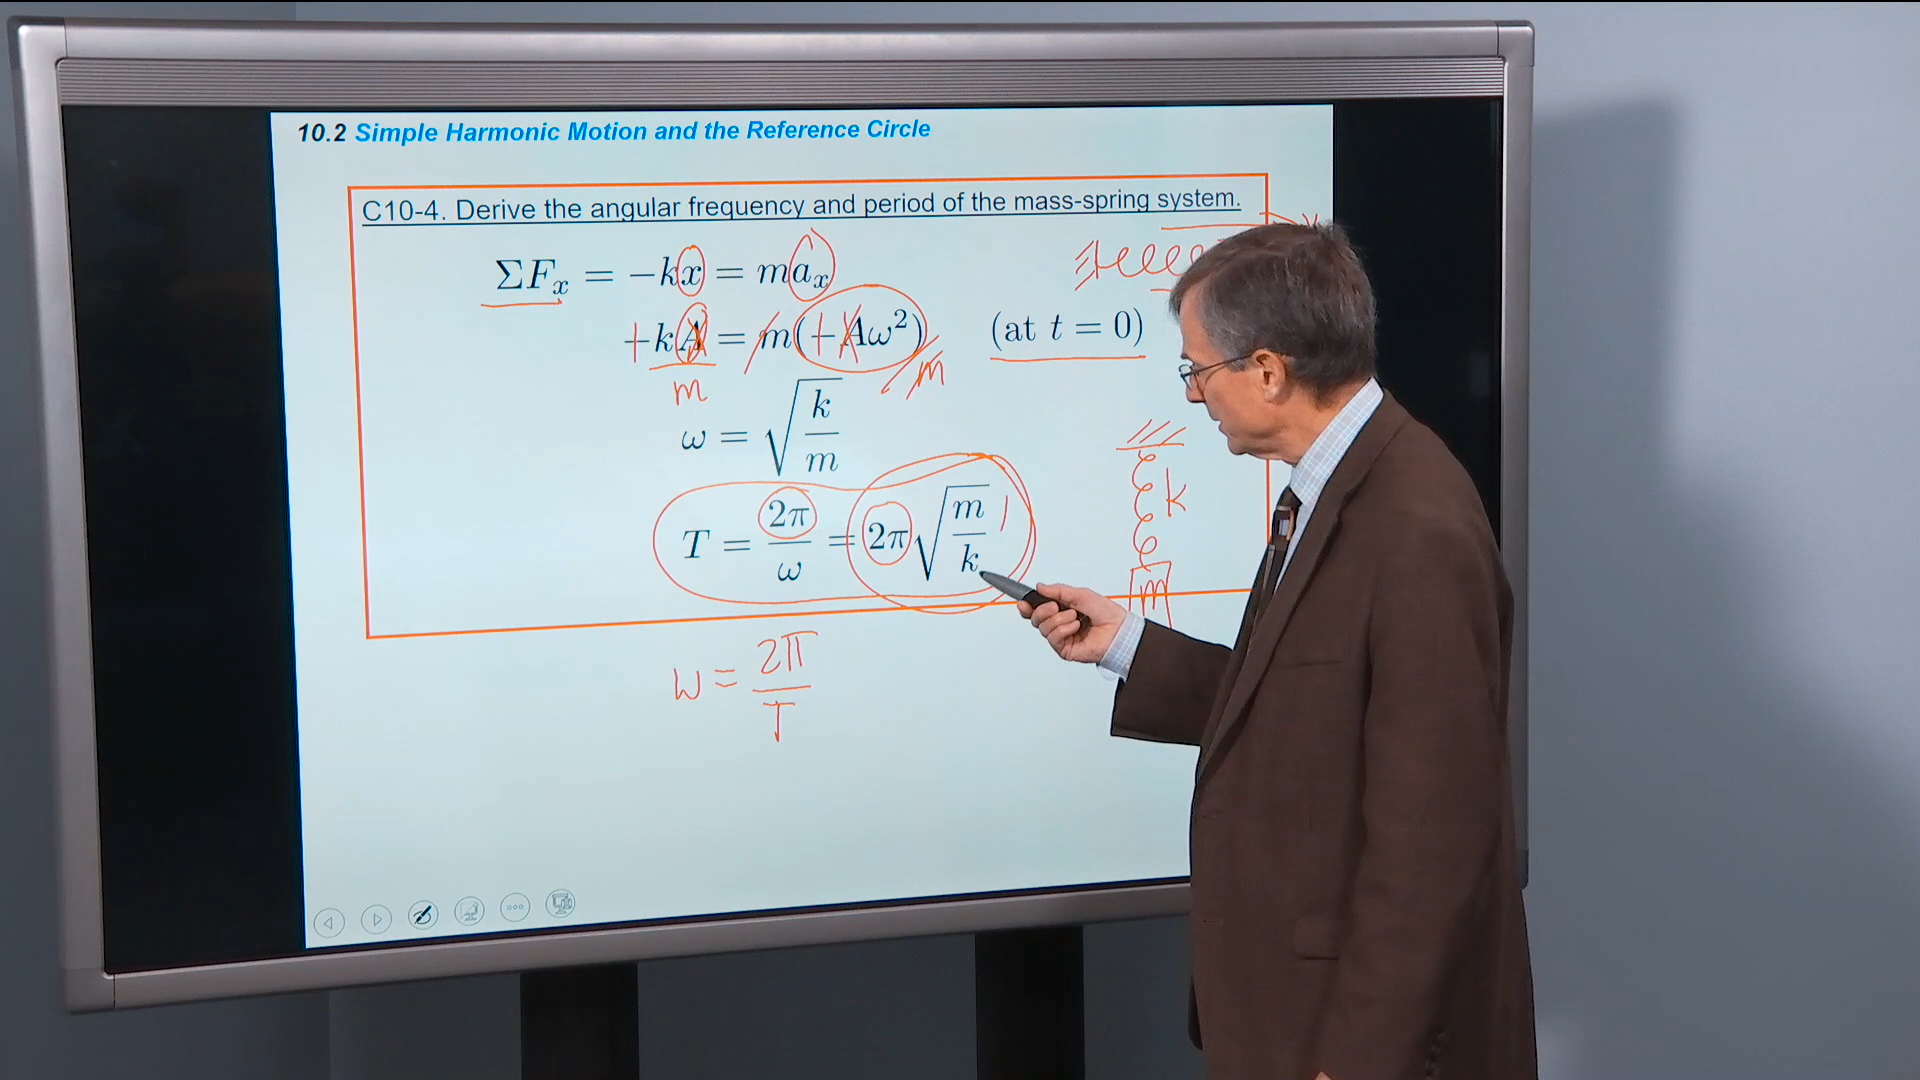 10.2 Simple Harmonic Motion and the Reference Circle
C10-4. Derive the angular frequency and period of the mass-spring system.
ΣFₓ = −kx = maₓ
+kA = m(+Aω²) (at t = 0)
m m
ω = √(k/m)
T = 2π/ω = 2π√(m/k)
k
m
ω = 2π/T